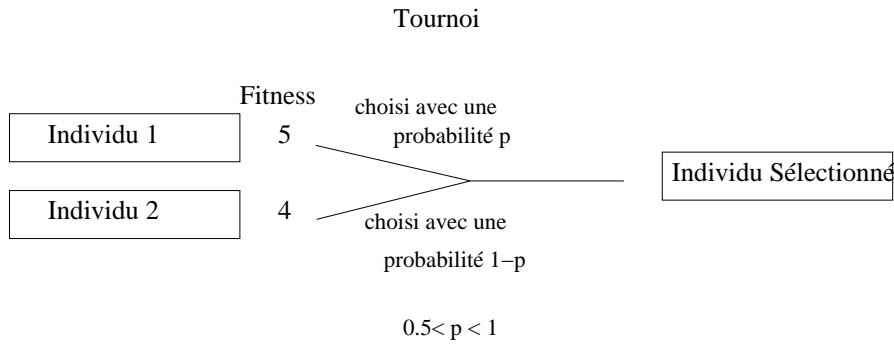 Tournoi
Fitness
choisi avec une
probabilité p
Individu 1
5
Individu Sélectionné
Individu 2
4
choisi avec une
probabilité 1−p
0.5< p < 1